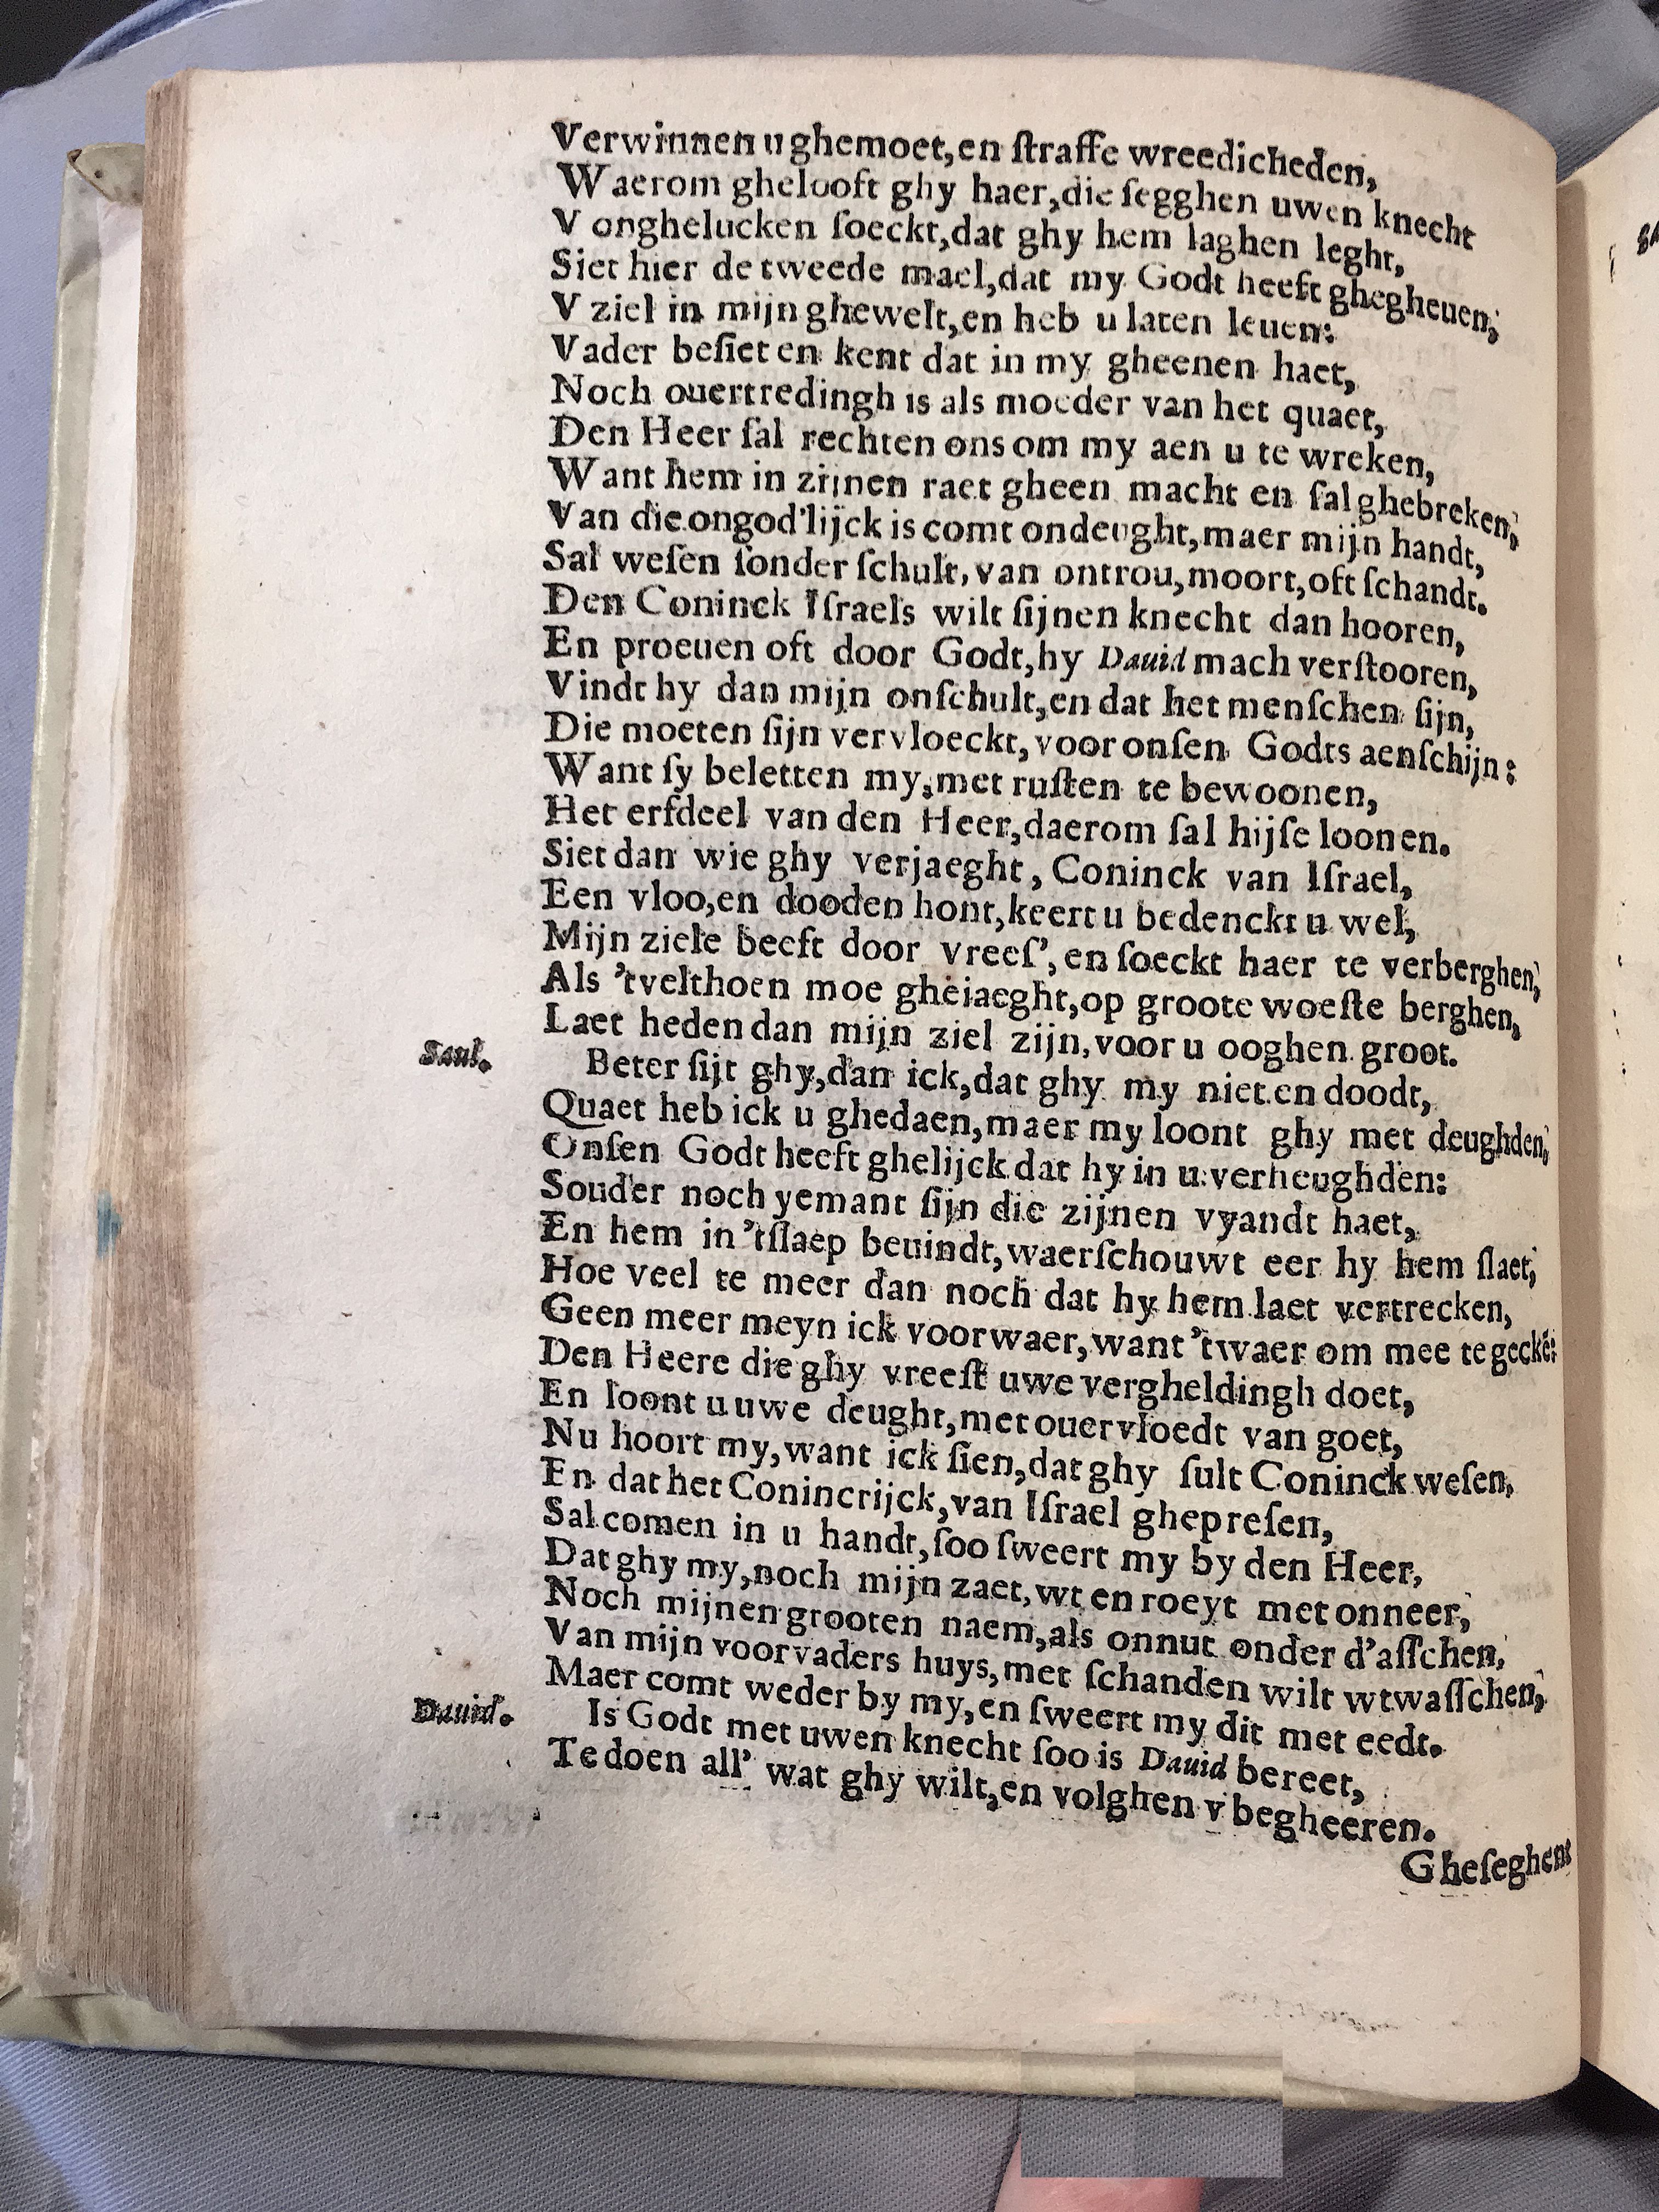 Verwinnen u ghemoet, en ſtraffe wreedicheden,
Waerom ghelooft ghy haer, die ſegghen uwen knecht
V onghelucken ſoeckt, dat ghy hem laghen leght,
Siet hier de tweede mael, dat my Godt heeft ghegheuen,
V ziel in mijn ghewelt, en heb u laten leuen:
Vader beſiet en kent dat in my gheenen haet,
Noch ouertredingh is als moeder van het quaet,
Den Heer ſal rechten ons om my aen u te wreken,
Want hem in zijnen raet gheen macht en ſal ghebreken,
Van die ongod'lijck is comt ondeught, maer mijn handt,
Sal weſen ſonder ſchult, van ontrou, moort, oft ſchandt.
Den Coninck Iſraels wilt ſijnen knecht dan hooren,
En proeuen oft door Godt, hy Dauid mach verſtooren,
Vindt hy dan mijn onſchult, en dat het menſchen ſijn,
Die moeten ſijn vervloeckt, voor onſen Godts aenſchijn:
Want ſy beletten my, met ruſten te bewoonen,
Het erfdeel van den Heer, daerom ſal hijſe loonen.
Siet dan wie ghy verjaeght, Coninck van Iſrael,
Een vloo, en dooden hont, keert u bedenckt u wel,
Mijn ziele beeft door vreeſ', en ſoeckt haer te verberghen,
Als 'tvelthoen moe gheiaeght, op groote woeſte berghen,
Laet heden dan mijn ziel zijn, voor u ooghen groot.
Saul. Beter ſijt ghy, dan ick, dat ghy my niet en doodt,
Quaet heb ick u ghedaen, maer my loont ghy met deughden,
Onſen Godt heeft ghelijck dat hy in u verheughden:
Souder noch yemant ſijn die zijnen vyandt haet,
En hem in 'tſlaep beuindt, waerſchouwt eer hy hem ſlaet,
Hoe veel te meer dan noch dat hy hem laet vertrecken,
Geen meer meyn ick voorwaer, want 'twaer om mee te geckē:
Den Heere die ghy vreeſt uwe vergheldingh doet,
En loont u uwe deught, met ouervloedt van goet,
Nu hoort my, want ick ſien, dat ghy ſult Coninck weſen,
En dat het Conincrijck, van Iſrael ghepreſen,
Sal comen in u handt, ſoo ſweert my by den Heer,
Dat ghy my, noch mijn zaet, wt en roeyt met onneer,
Noch mijnen grooten naem, als onnut onder d'aſſchen,
Van mijn voorvaders huys, met ſchanden wilt wtwaſſchen,
Maer comt weder by my, en ſweert my dit met eedt.
Dauid. Is Godt met uwen knecht ſoo is Dauid bereet,
Te doen all' wat ghy wilt, en volghen v begheeren.
Gheſeghent